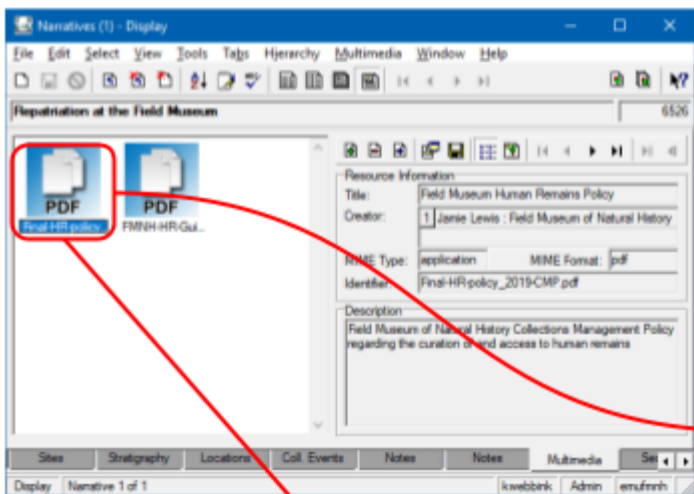 Narratives (1) - Display
File Edit Select View Tools Tabs Hierarchy Multimedia Window Help
Repatriation at the Field Museum 6526
PDF PDF
Final-HR-policy... FMNH-HR-Gui...
Resource Information
Title: Field Museum Human Remains Policy
Creator: 1 Jamie Lewis : Field Museum of Natural History
MIME Type: application MIME Format: pdf
Identifier: Final-HR-policy_2019-CMP.pdf
Description
Field Museum of Natural History Collections Management Policy
regarding the curation of and access to human remains
Sites Stratigraphy Locations Coll. Events Notes Notes Multimedia
Display Narrative 1 of 1 kwebbink Admin emufmnh